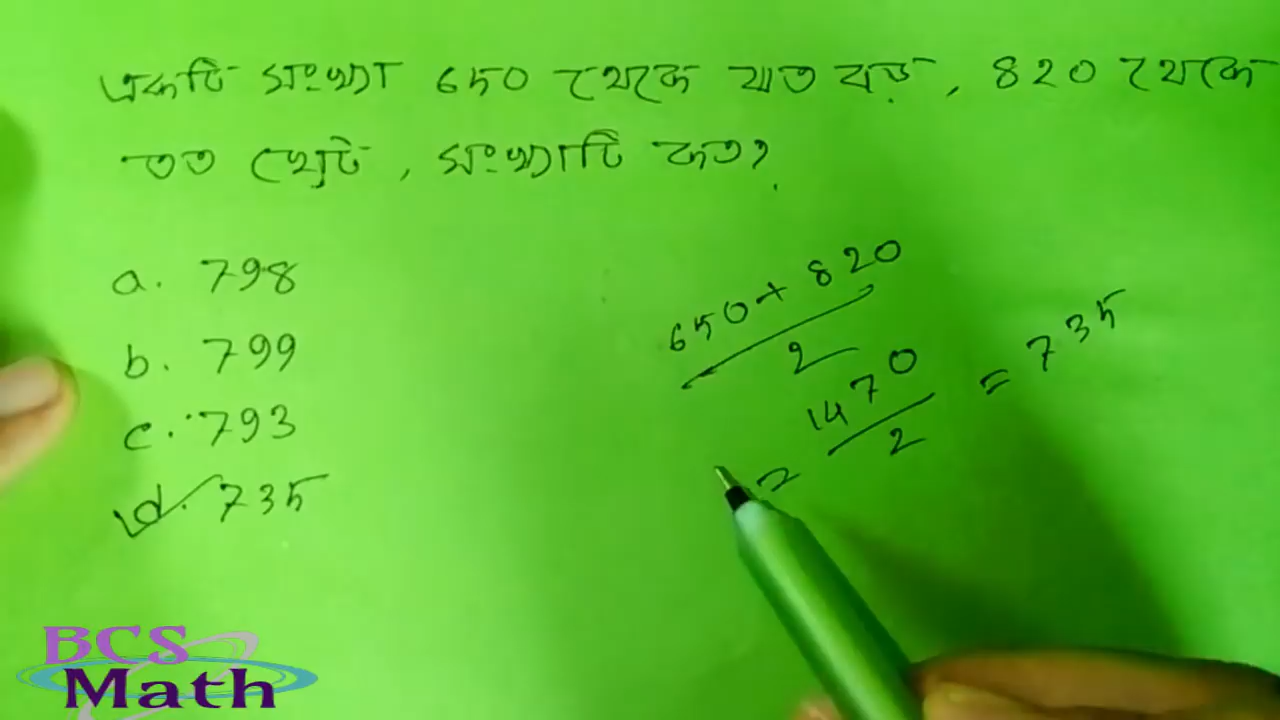 একটি সংখ্যা 650 থেকে যত বড়, 820 থেকে
তত ছোট, সংখ্যাটি কত?
a. 798
b. 799
c. 793
d. 735
650 + 820
2
= 1470
2
= 735
BCS
Math